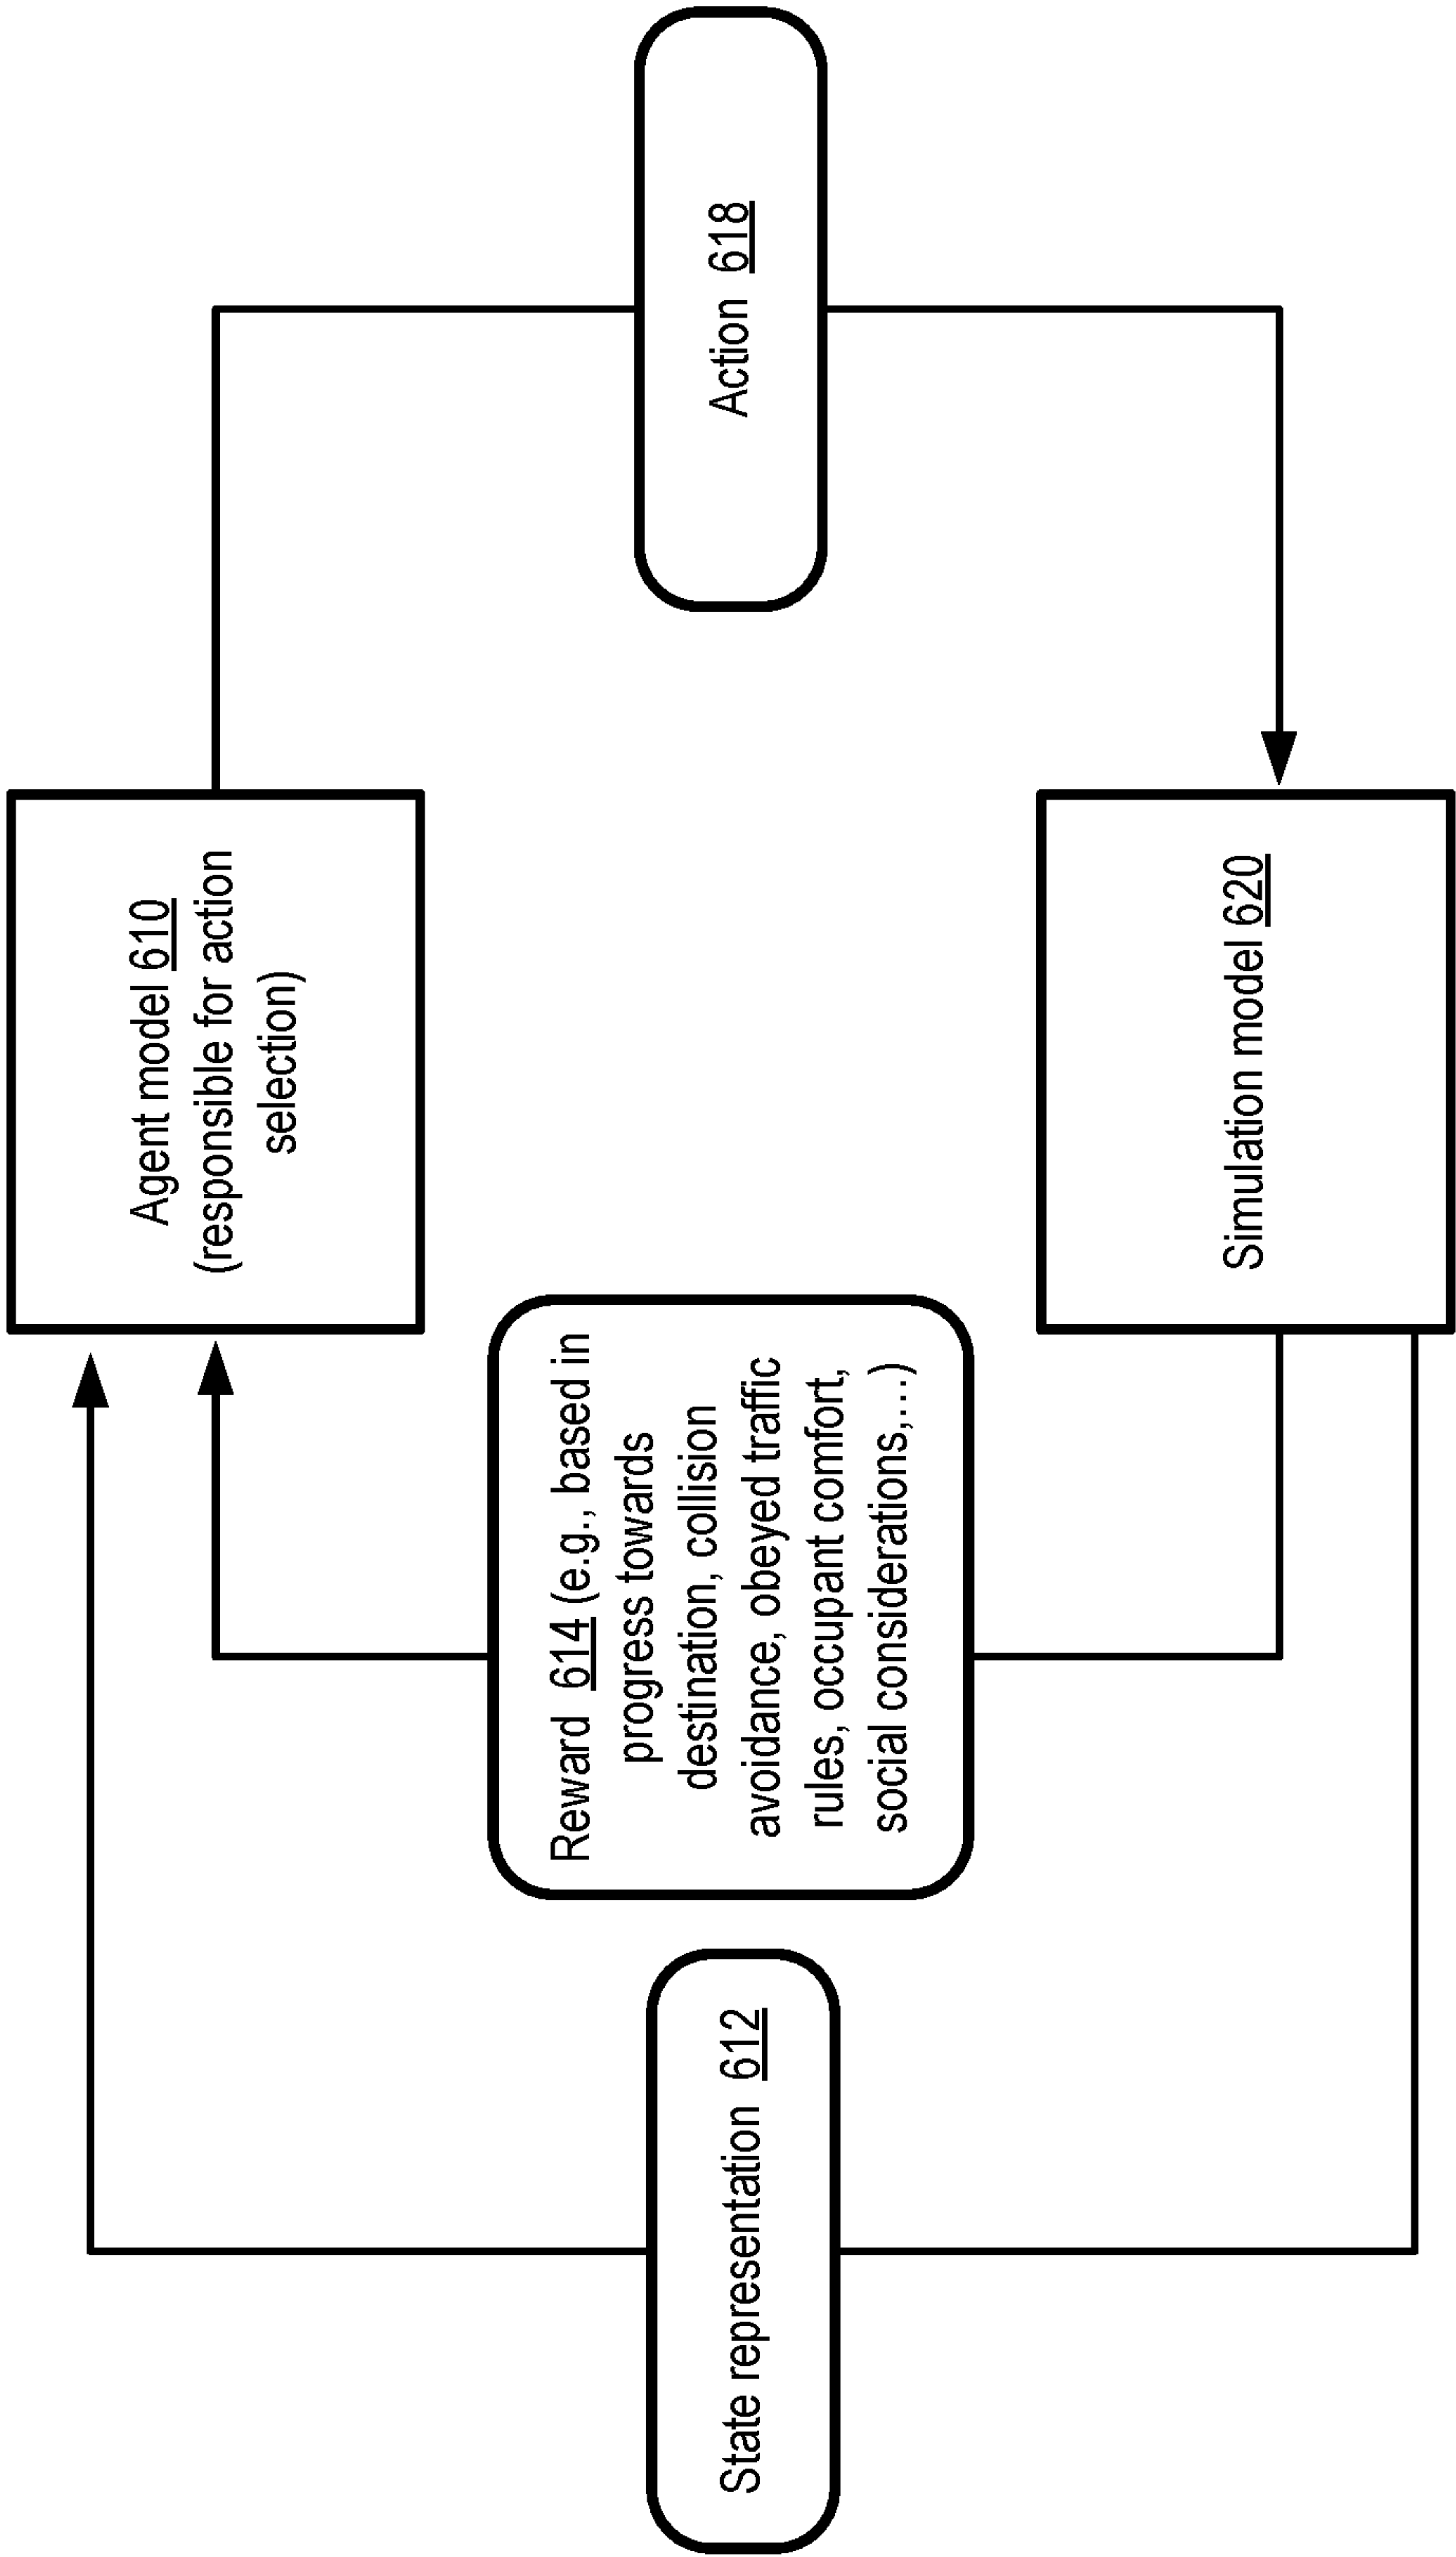 Agent model 610
(responsible for action
selection)
State representation 612
Reward 614 (e.g., based in
progress towards
destination, collision
avoidance, obeyed traffic
rules, occupant comfort,
social considerations,…)
Action 618
Simulation model 620